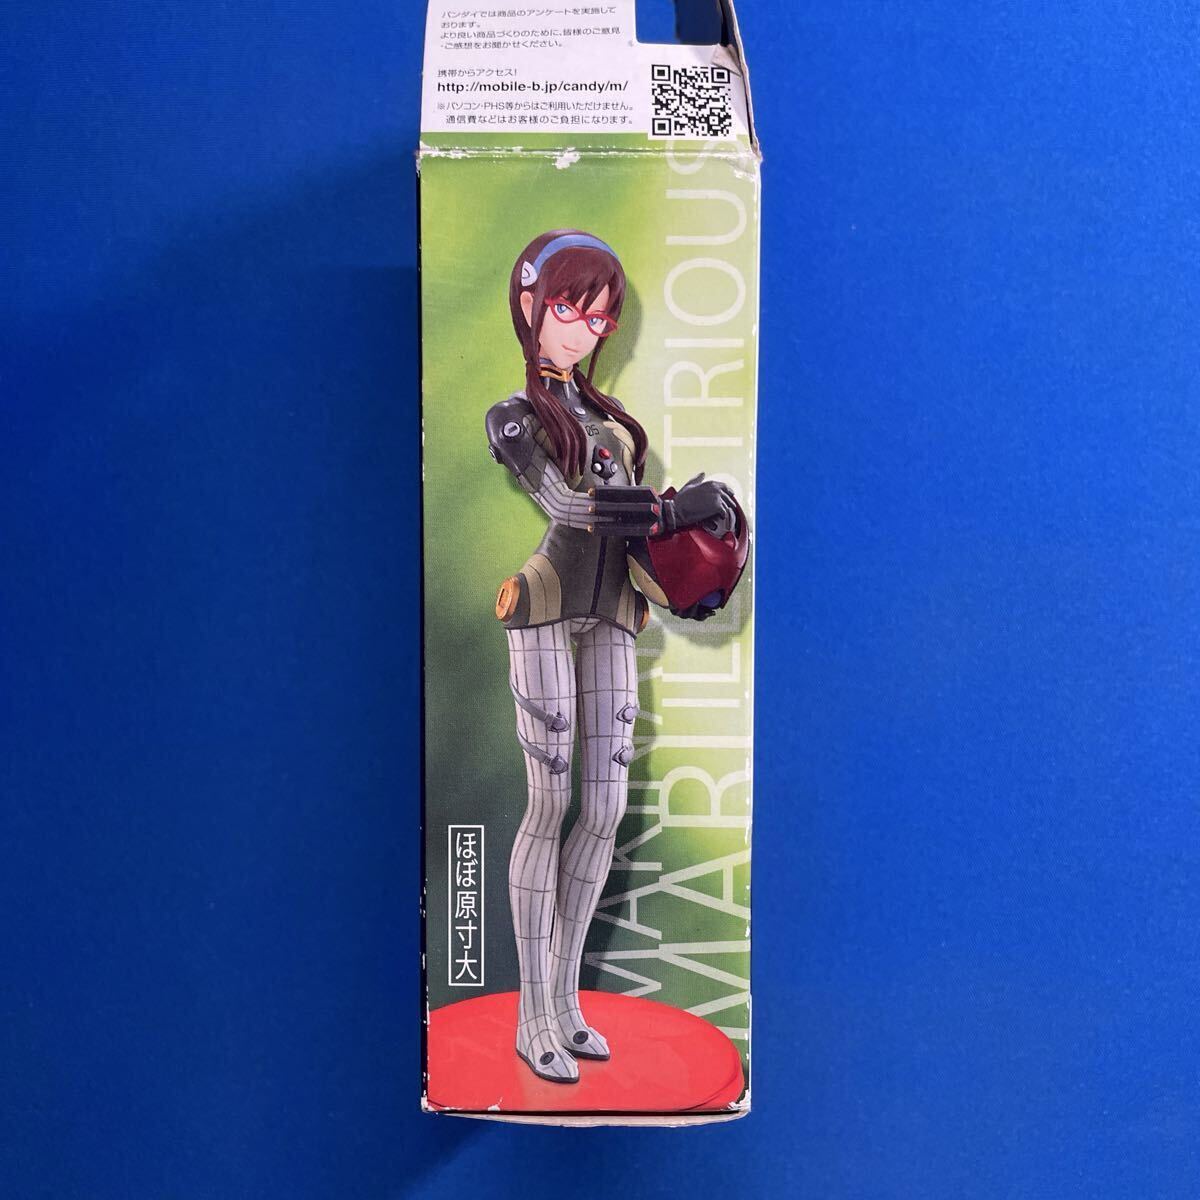 バンダイでは商品のアンケートを実施して
おります。
より良い商品づくりのために、皆様のご意見
・ご感想をお聞かせください。
携帯からアクセス!
http://mobile-b.jp/candy/m/
※パソコン・PHS等からはご利用いただけません。
通信費などはお客様のご負担になります。
MARI ILLUSTRIOUS
MAKINAMI
05
ほぼ原寸大